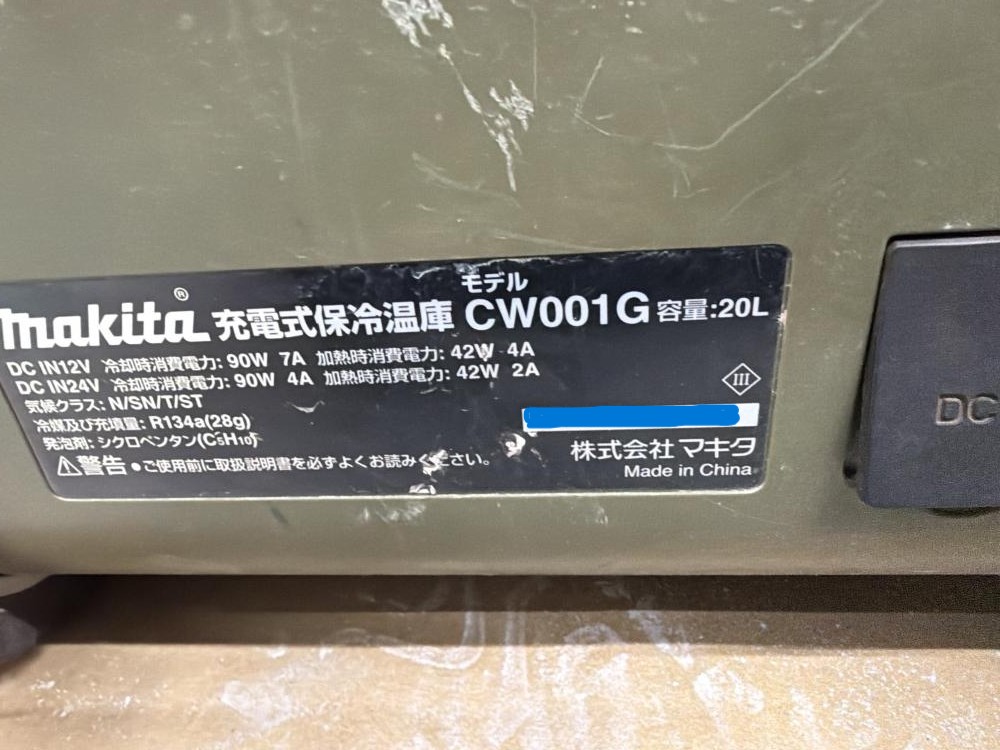 makita® 充電式保冷温庫 モデル CW001G 容量:20L
DC IN12V 冷却時消費電力: 90W 7A 加熱時消費電力: 42W 4A
DC IN24V 冷却時消費電力: 90W 4A 加熱時消費電力: 42W 2A
気候クラス: N/SN/T/ST
冷媒及び充填量: R134a(28g)
発泡剤: シクロペンタン(C5H10)
⚠警告 ●ご使用前に取扱説明書を必ずよくお読みください。
III
株式会社 マキタ
Made in China
DC